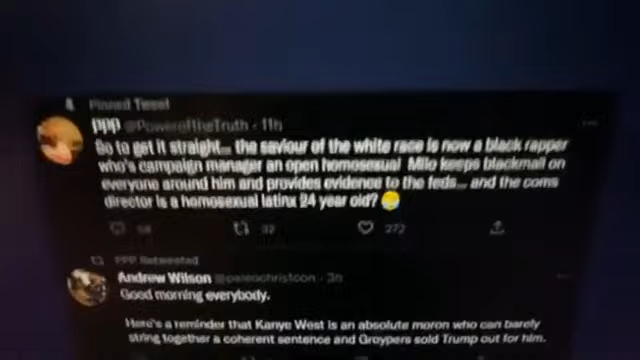 Pinned Tweet
PPP @PoweroftheTruth · 11h
So to get it straight... the saviour of the white race is now a black rapper
who's campaign manager an open homosexual Milo keeps blackmail on
everyone around him and provides evidence to the feds... and the coms
director is a homosexual latinx 24 year old?
32
272
PPP Retweeted
Andrew Wilson · 3h
Good morning everybody.
Here's a reminder that Kanye West is an absolute moron who can barely
string together a coherent sentence and Groypers sold Trump out for him.